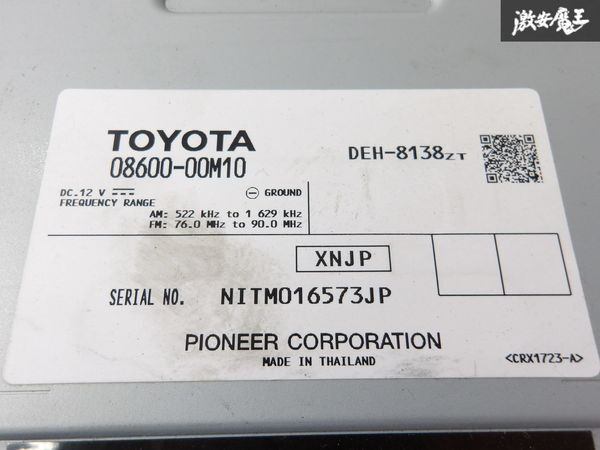 激安魔王
TOYOTA
08600-00M10
DEH-8138ZT
DC.12 V
⊖ GROUND
FREQUENCY RANGE
AM: 522 kHz to 1 629 kHz
FM: 76.0 MHz to 90.0 MHz
XNJP
SERIAL NO. NITM016573JP
PIONEER CORPORATION
MADE IN THAILAND
<CRX1723-A>